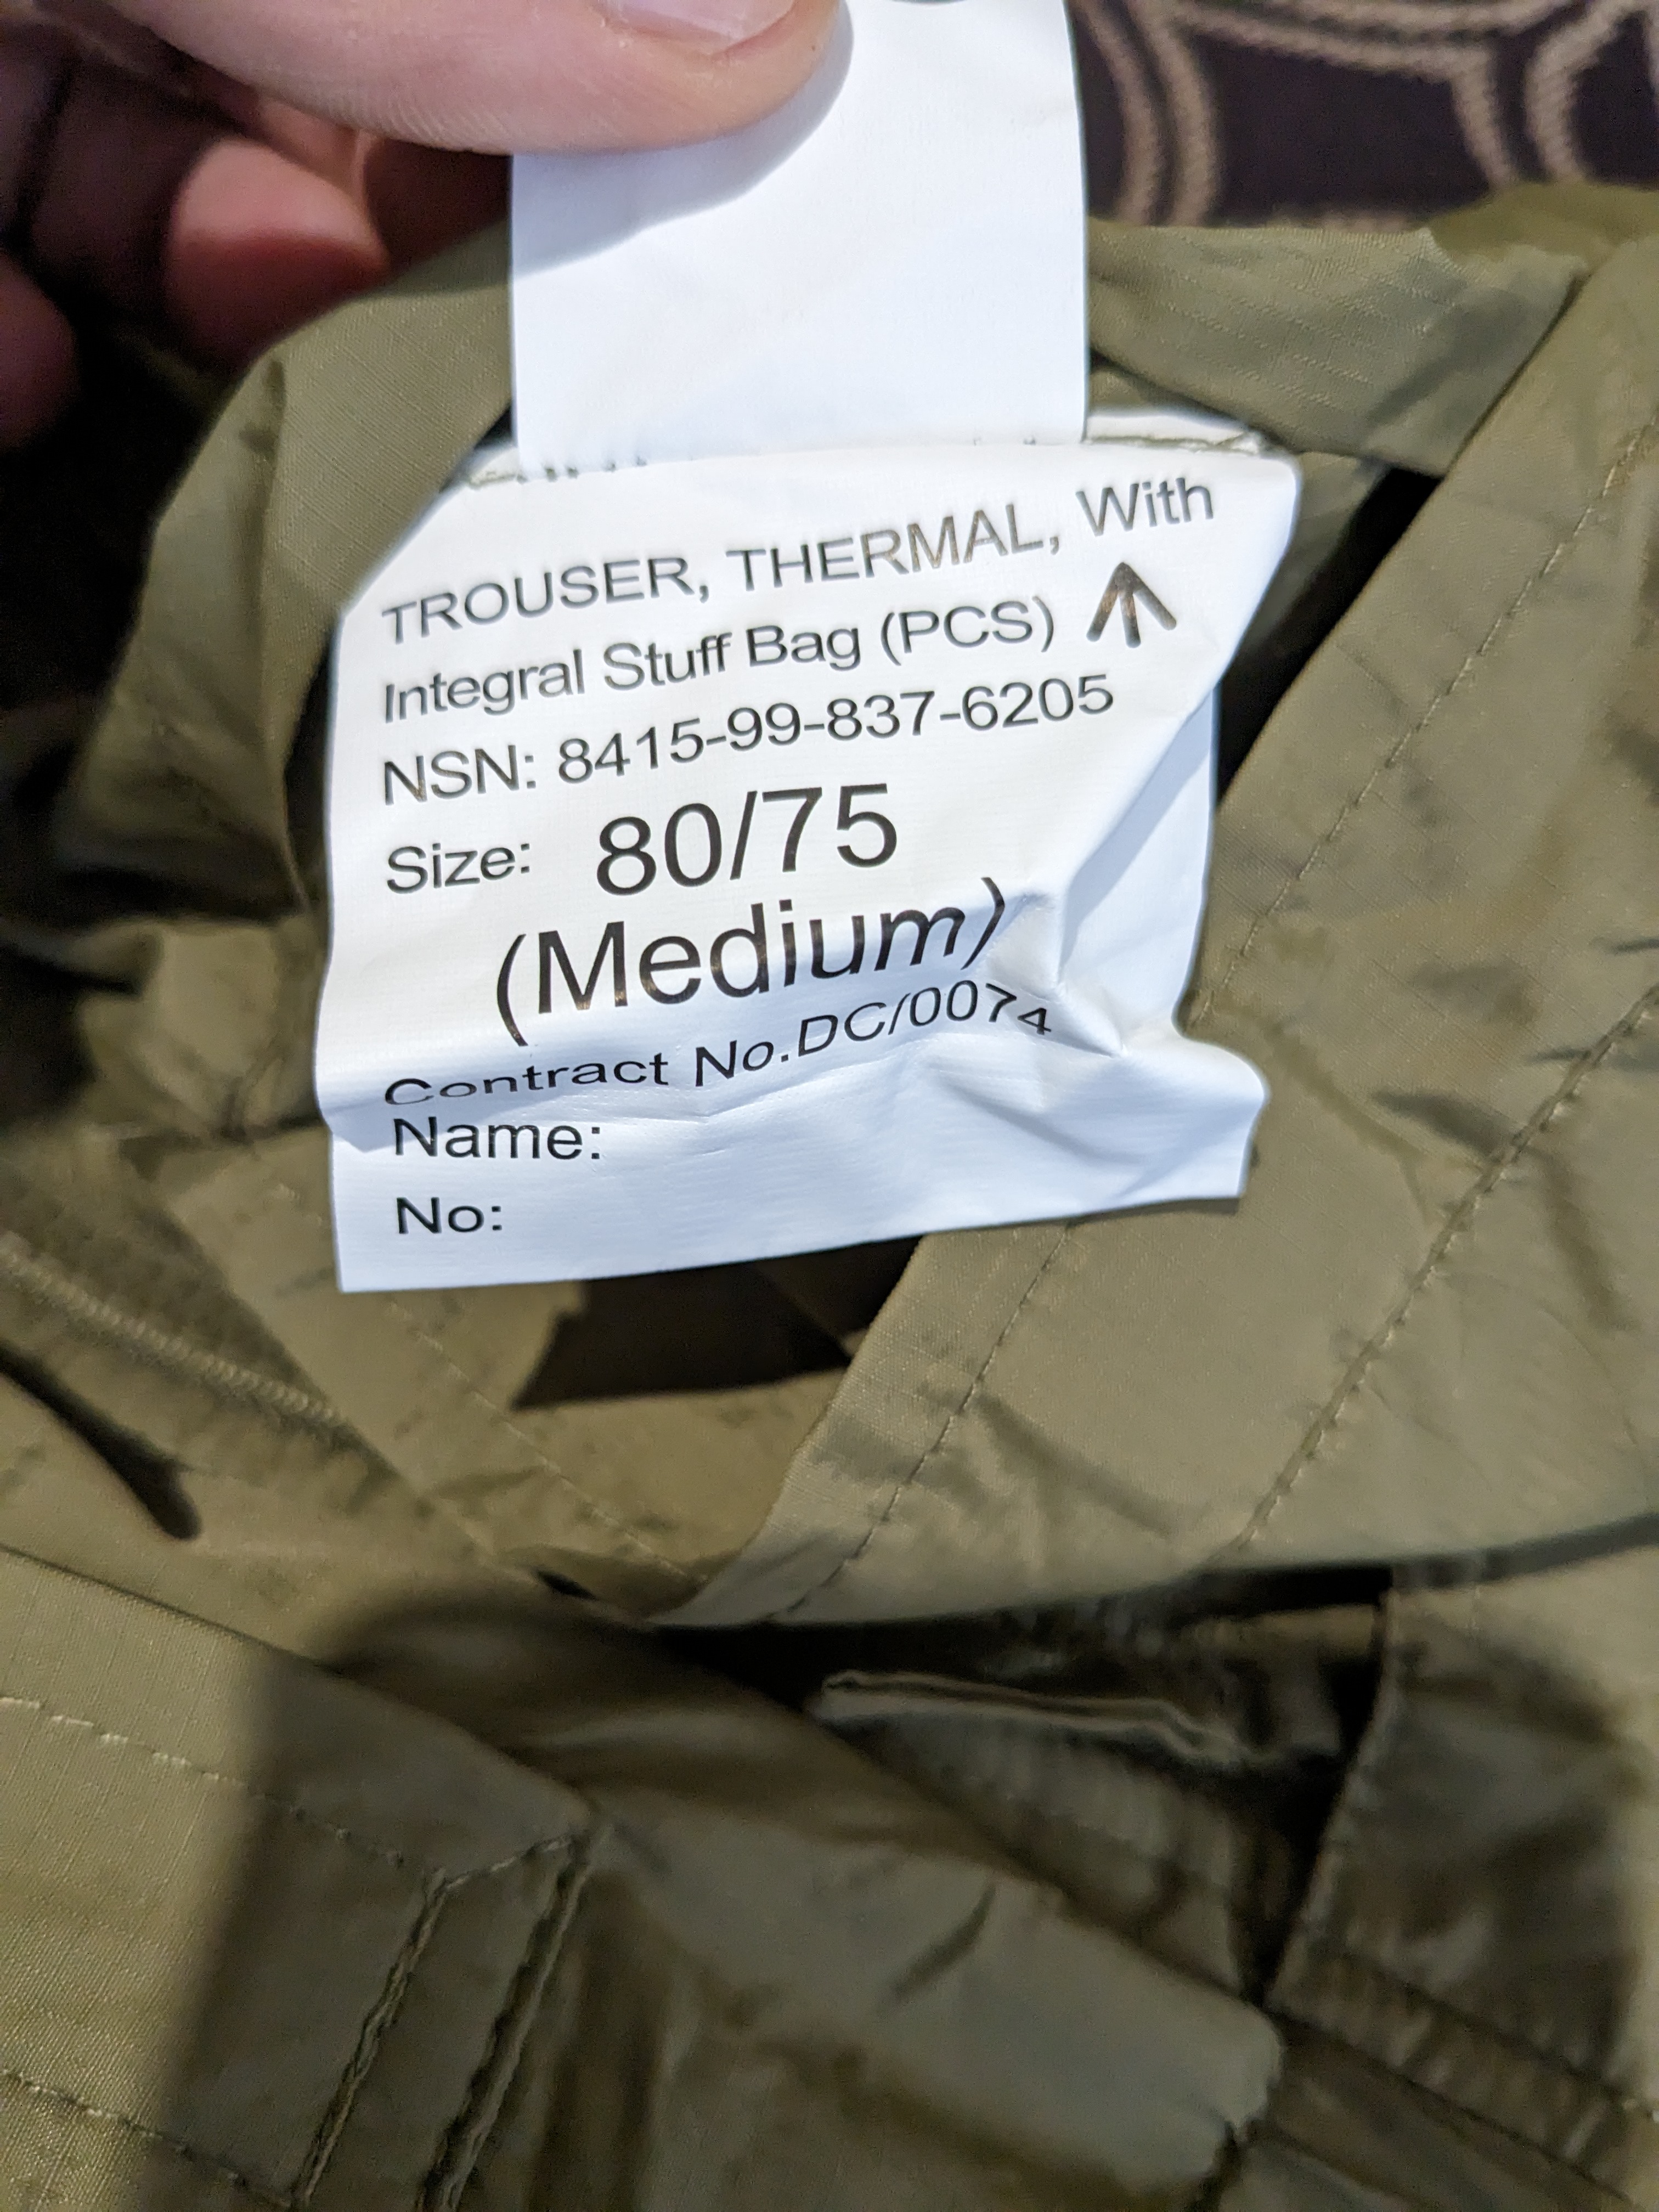 TROUSER, THERMAL, With
Integral Stuff Bag (PCS)
NSN: 8415-99-837-6205
Size: 80/75
(Medium)
Contract No.DC/0074
Name:
No: